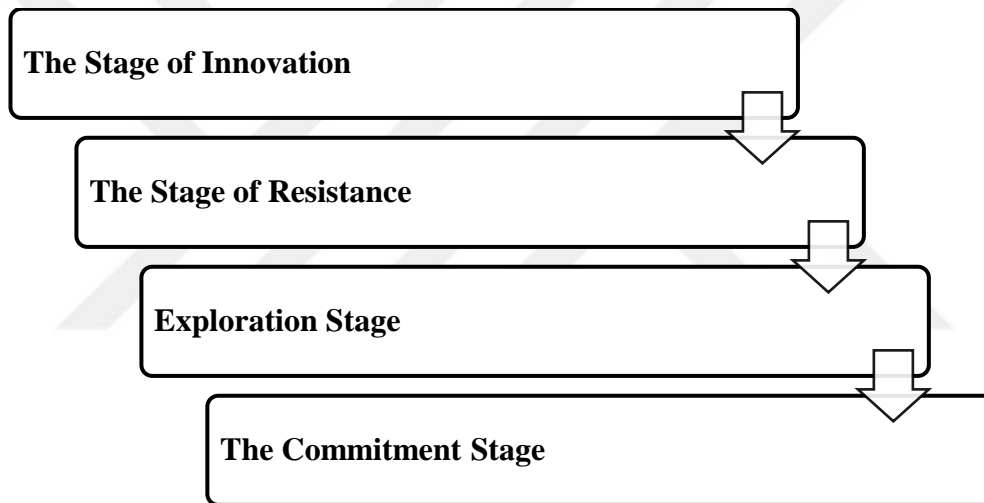 The Stage of Innovation
The Stage of Resistance
Exploration Stage
The Commitment Stage